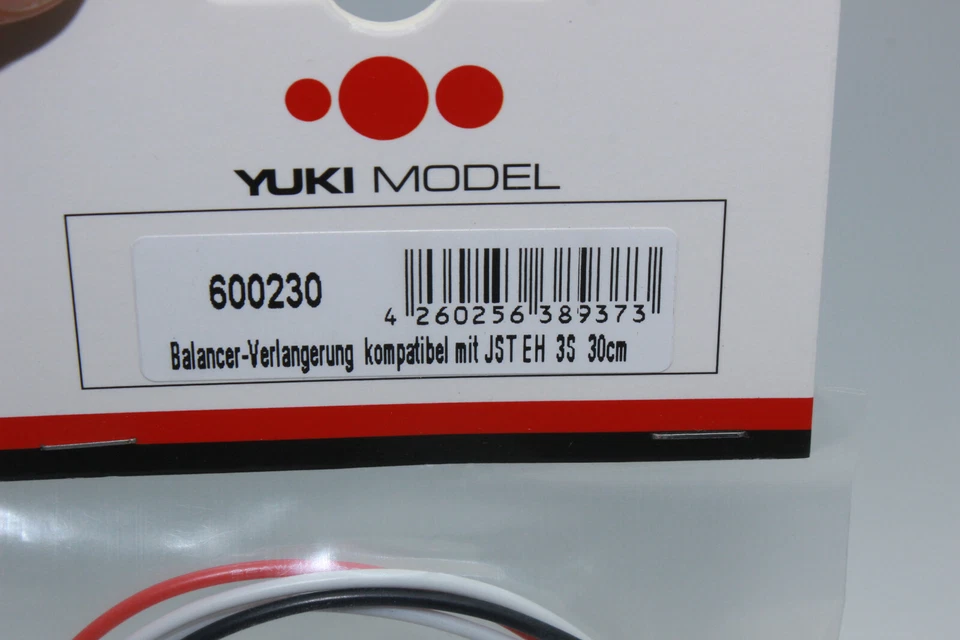 YUKI MODEL
600230
4 260256 389373
Balancer-Verlangerung kompatibel mit JST EH 3S 30cm